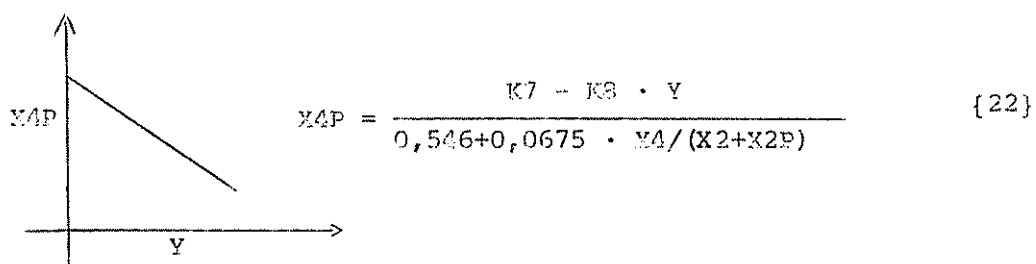 K7 - K8 · Y
X4P
X4P =
{22}
0,546+0,0675 · X4/(X2+X2P)
Y